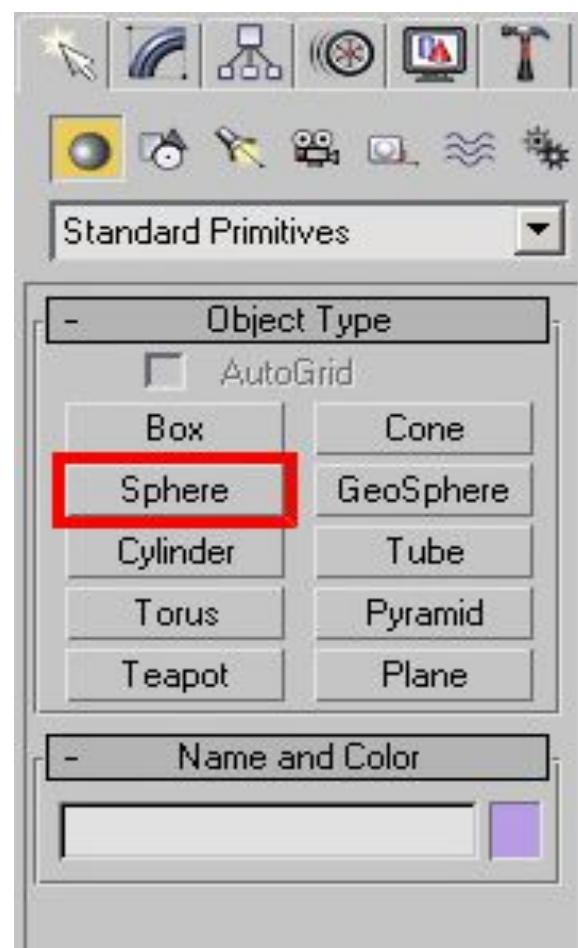 Standard Primitives
- Object Type
AutoGrid
Box Cone
Sphere GeoSphere
Cylinder Tube
Torus Pyramid
Teapot Plane
- Name and Color